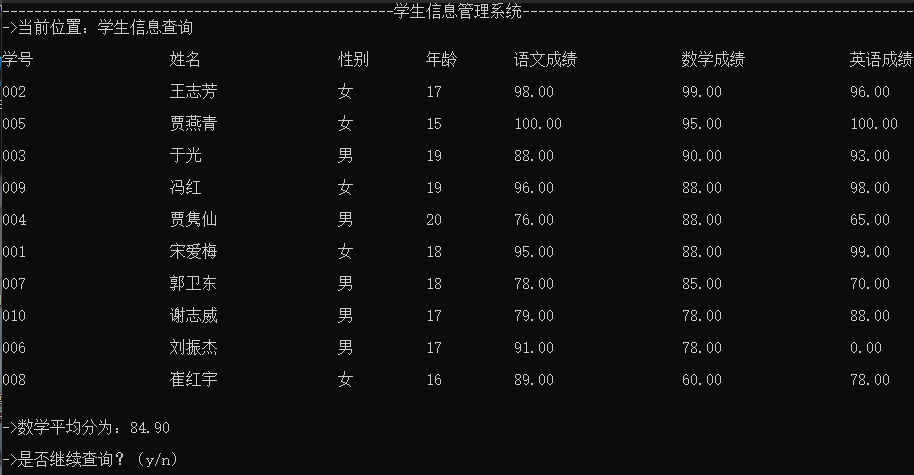 ------------------------------------------------学生信息管理系统------------------------------------------------
->当前位置：学生信息查询
学号 姓名 性别 年龄 语文成绩 数学成绩 英语成绩
002 王志芳 女 17 98.00 99.00 96.00
005 贾燕青 女 15 100.00 95.00 100.00
003 于光 男 19 88.00 90.00 93.00
009 冯红 女 19 96.00 88.00 98.00
004 贾隽仙 男 20 76.00 88.00 65.00
001 宋爱梅 女 18 95.00 88.00 99.00
007 郭卫东 男 18 78.00 85.00 70.00
010 谢志威 男 17 79.00 78.00 88.00
006 刘振杰 男 17 91.00 78.00 0.00
008 崔红宇 女 16 89.00 60.00 78.00
->数学平均分为：84.90
->是否继续查询？（y/n）